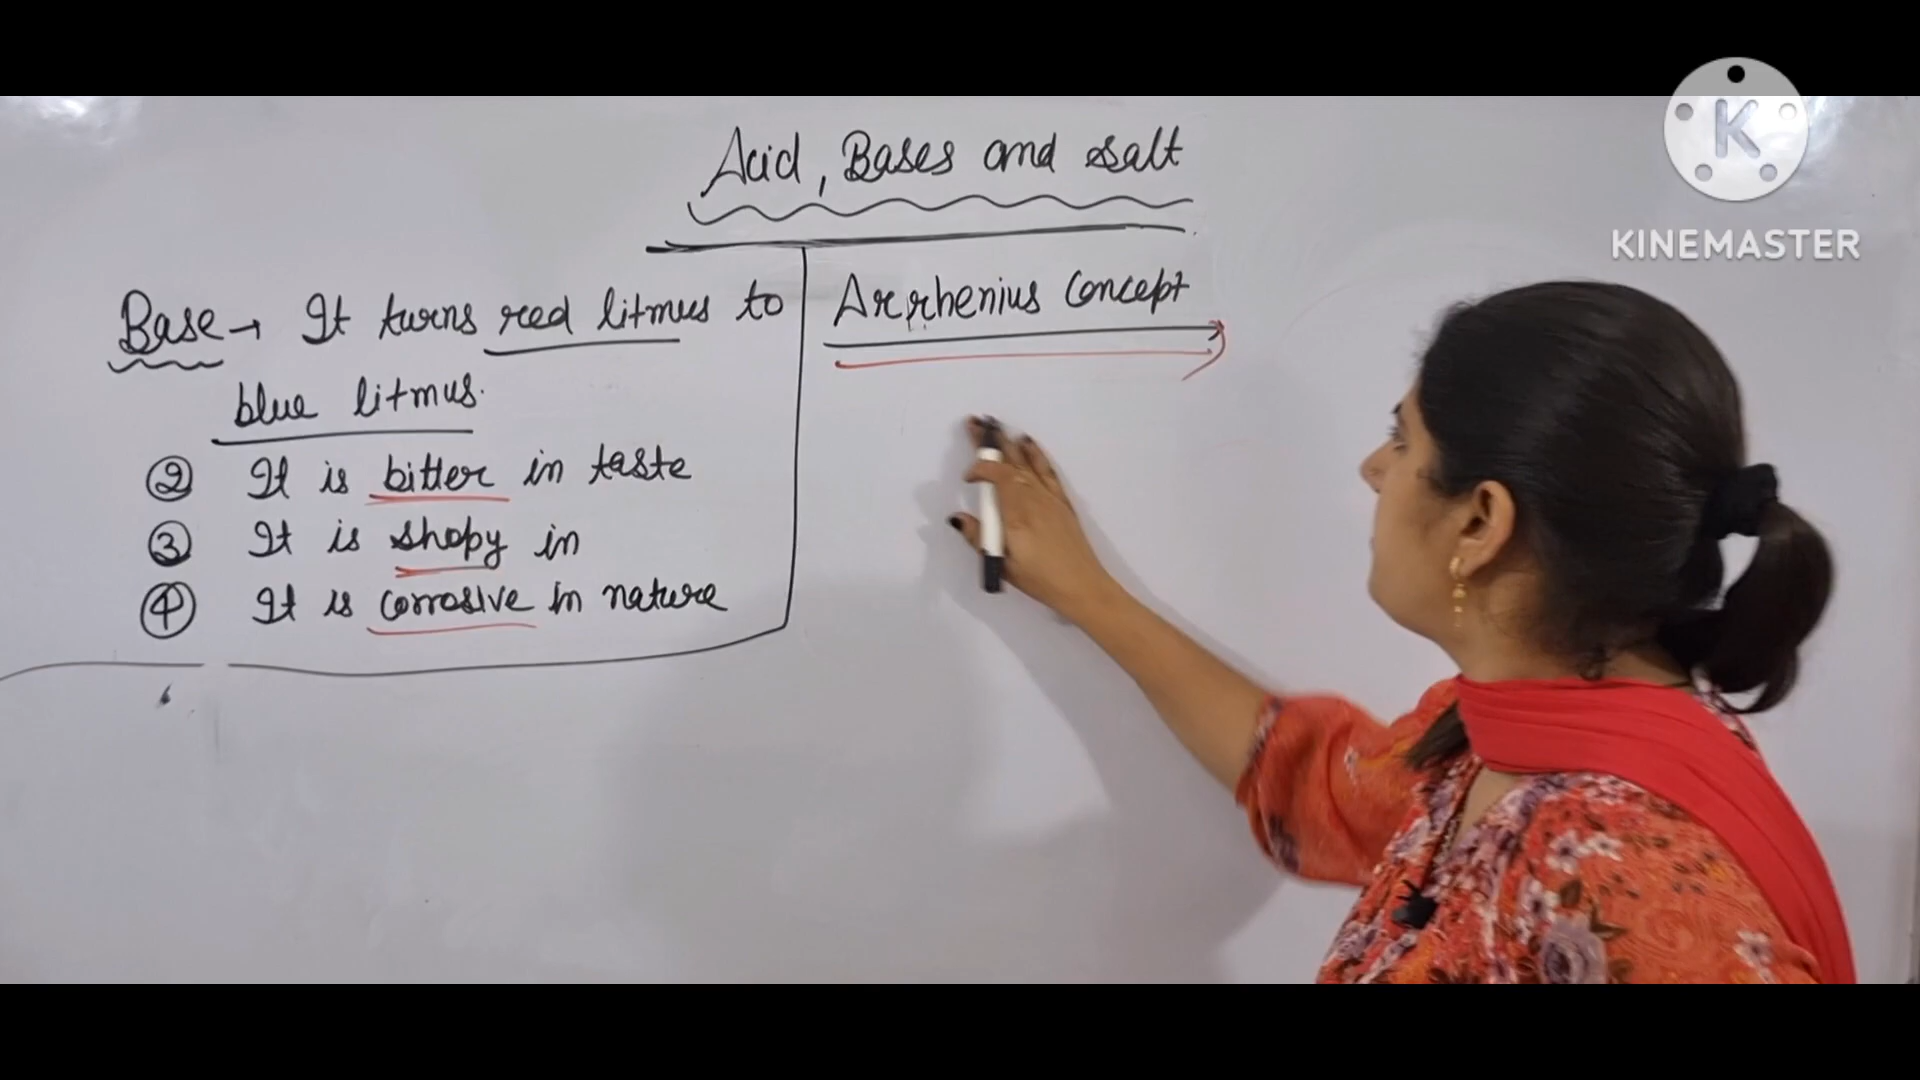 Acid, Bases and salt
Base → It turns red litmus to
blue litmus.
② It is bitter in taste
③ It is shopy in
④ It is corrosive in nature
Arrhenius Concept
K
KINEMASTER